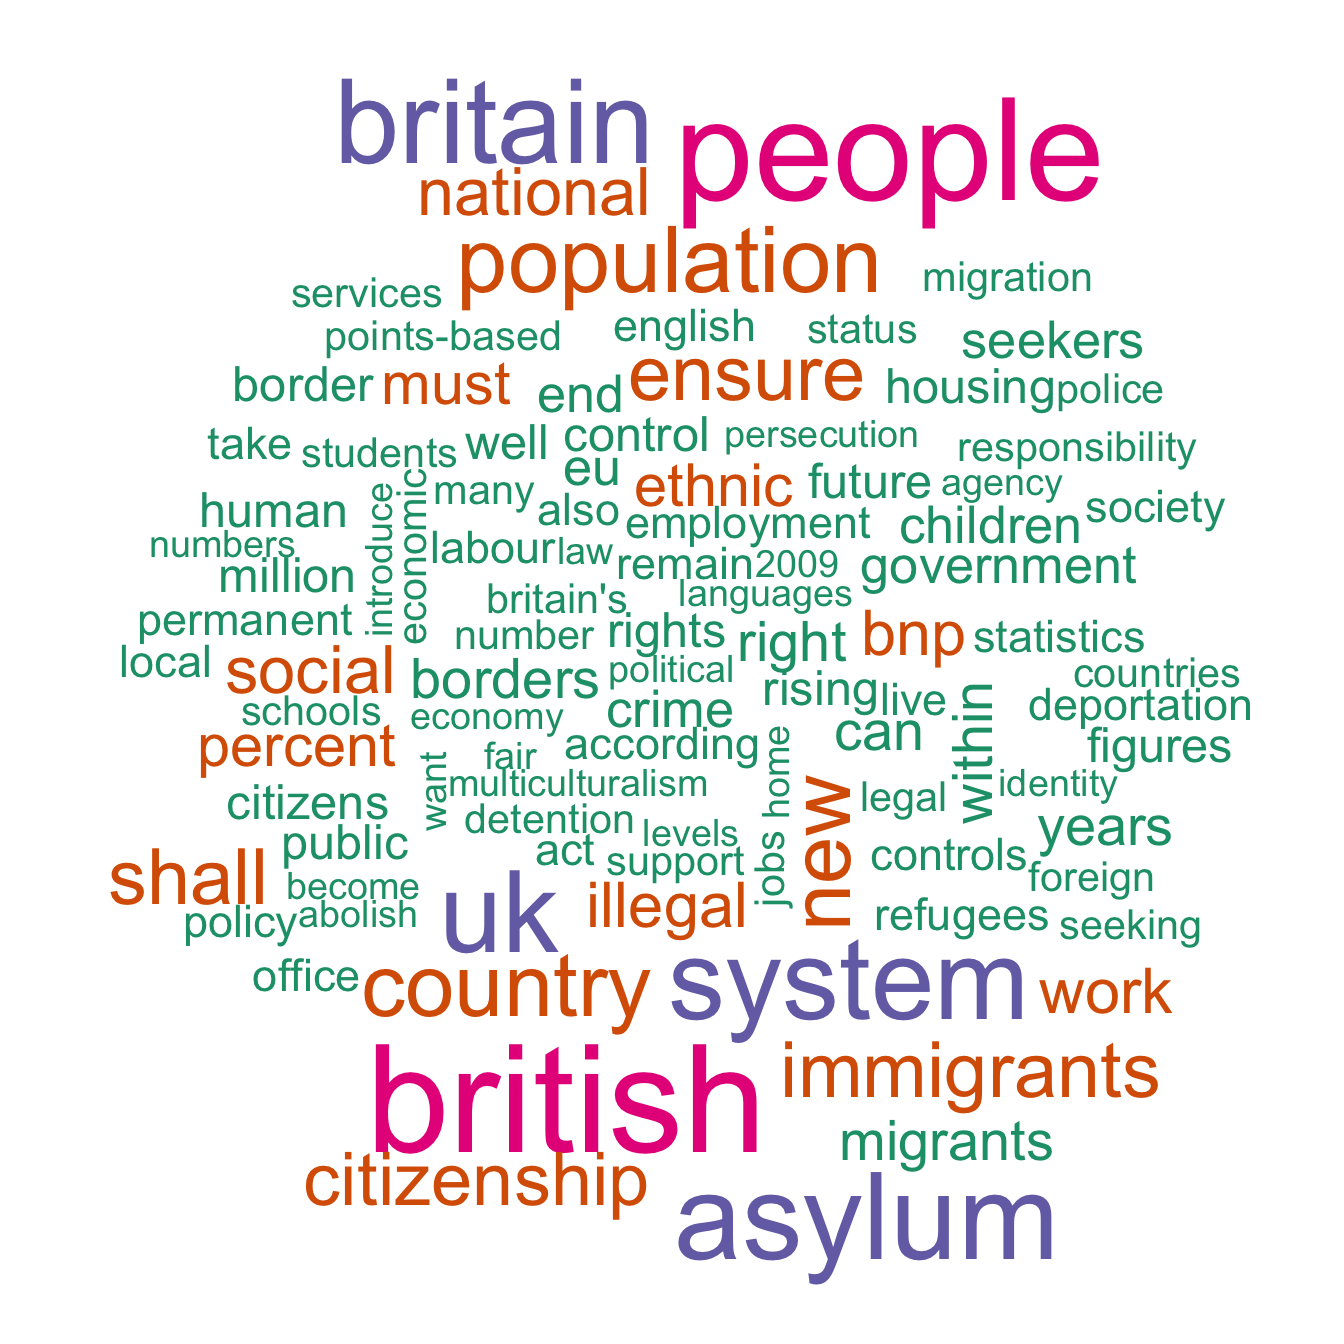 britain
people
national
population
migration
services
points-based
english
status
seekers
border
must
end
ensure
housing
police
take
students
well
control
persecution
responsibility
eu
ethnic
future
agency
human
introduce
economic
many
also
employment
children
society
numbers
million
labour
law
remain
2009
government
britain's
languages
permanent
number
rights
right
bnp
statistics
local
social
borders
political
rising
live
countries
schools
economy
crime
deportation
percent
fair
according
can
within
figures
want
multiculturalism
home
identity
citizens
detention
levels
new
legal
years
public
act
support
jobs
controls
shall
become
foreign
policy
abolish
uk
illegal
refugees
seeking
office
country
system
work
british
immigrants
migrants
citizenship
asylum